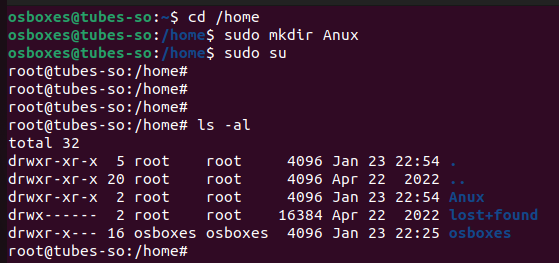 osboxes@tubes-so:~$ cd /home
osboxes@tubes-so:/home$ sudo mkdir Anux
osboxes@tubes-so:/home$ sudo su
root@tubes-so:/home#
root@tubes-so:/home#
root@tubes-so:/home#
root@tubes-so:/home# ls -al
total 32
drwxr-xr-x  5 root    root     4096 Jan 23 22:54 .
drwxr-xr-x 20 root    root     4096 Apr 22  2022 ..
drwxr-xr-x  2 root    root     4096 Jan 23 22:54 Anux
drwx------  2 root    root    16384 Apr 22  2022 lost+found
drwxr-x--- 16 osboxes osboxes  4096 Jan 23 22:25 osboxes
root@tubes-so:/home#